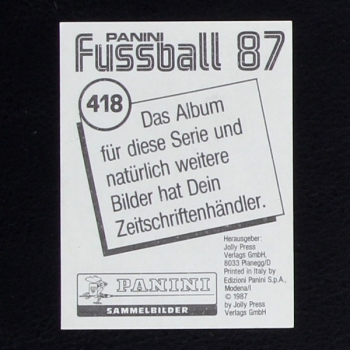 PANINI
Fussball 87
418
Das Album
für diese Serie und
natürlich weitere
Bilder hat Dein
Zeitschriftenhändler.
Herausgeber:
Jolly Press
Verlags GmbH,
8033 Planegg/D
Printed in Italy by
Edizioni Panini S.p.A.,
Modena/I
© 1987
by Jolly Press
Verlags GmbH
PANINI
SAMMELBILDER